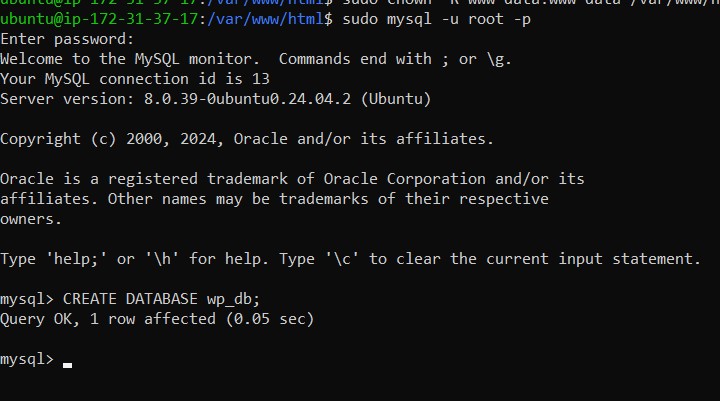 ubuntu@ip-172-31-37-17:/var/www/html$ sudo chown -R www-data:www-data /var/www/h
ubuntu@ip-172-31-37-17:/var/www/html$ sudo mysql -u root -p
Enter password:
Welcome to the MySQL monitor.  Commands end with ; or \g.
Your MySQL connection id is 13
Server version: 8.0.39-0ubuntu0.24.04.2 (Ubuntu)
Copyright (c) 2000, 2024, Oracle and/or its affiliates.
Oracle is a registered trademark of Oracle Corporation and/or its
affiliates. Other names may be trademarks of their respective
owners.
Type 'help;' or '\h' for help. Type '\c' to clear the current input statement.
mysql> CREATE DATABASE wp_db;
Query OK, 1 row affected (0.05 sec)
mysql>